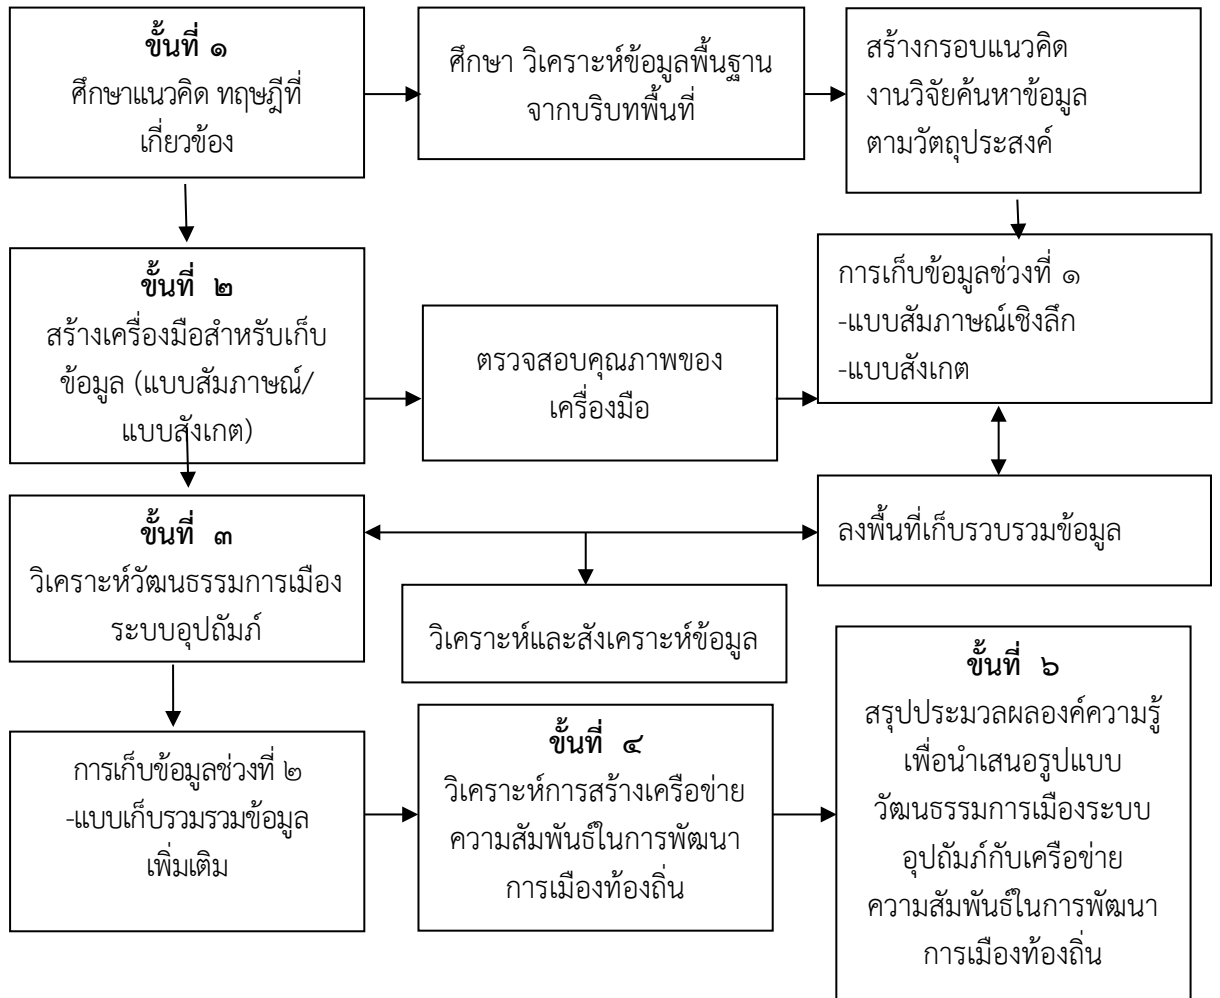 ขั้นที่ ๑
ศึกษาแนวคิด ทฤษฎีที่
เกี่ยวข้อง
ศึกษา วิเคราะห์ข้อมูลพื้นฐาน
จากบริบทพื้นที่
สร้างกรอบแนวคิด
งานวิจัยค้นหาข้อมูล
ตามวัตถุประสงค์
ขั้นที่ ๒
สร้างเครื่องมือสำหรับเก็บ
ข้อมูล (แบบสัมภาษณ์/
แบบสังเกต)
ตรวจสอบคุณภาพของ
เครื่องมือ
การเก็บข้อมูลช่วงที่ ๑
-แบบสัมภาษณ์เชิงลึก
-แบบสังเกต
ขั้นที่ ๓
วิเคราะห์วัฒนธรรมการเมือง
ระบบอุปถัมภ์
ลงพื้นที่เก็บรวบรวมข้อมูล
วิเคราะห์และสังเคราะห์ข้อมูล
การเก็บข้อมูลช่วงที่ ๒
-แบบเก็บรวมรวมข้อมูล
เพิ่มเติม
ขั้นที่ ๔
วิเคราะห์การสร้างเครือข่าย
ความสัมพันธ์ในการพัฒนา
การเมืองท้องถิ่น
ขั้นที่ ๖
สรุปประมวลผลองค์ความรู้
เพื่อนำเสนอรูปแบบ
วัฒนธรรมการเมืองระบบ
อุปถัมภ์กับเครือข่าย
ความสัมพันธ์ในการพัฒนา
การเมืองท้องถิ่น